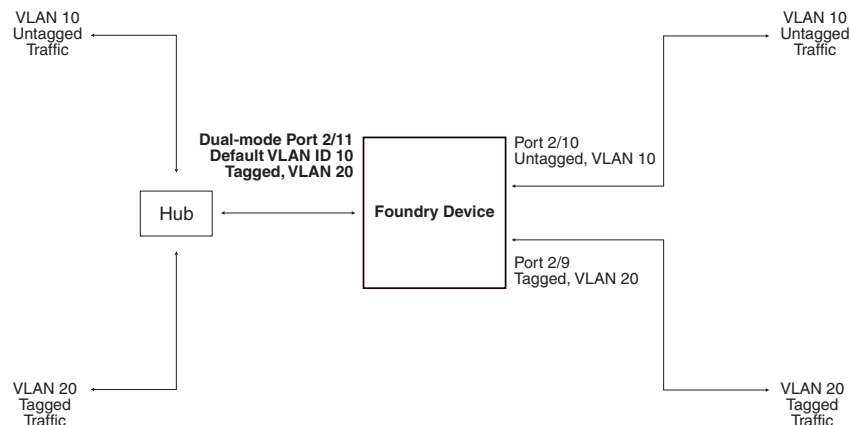 VLAN 10
Untagged
Traffic
VLAN 10
Untagged
Traffic
Dual-mode Port 2/11
Default VLAN ID 10
Tagged, VLAN 20
Port 2/10
Untagged, VLAN 10
Hub
Foundry Device
Port 2/9
Tagged, VLAN 20
VLAN 20
Tagged
Traffic
VLAN 20
Tagged
Traffic